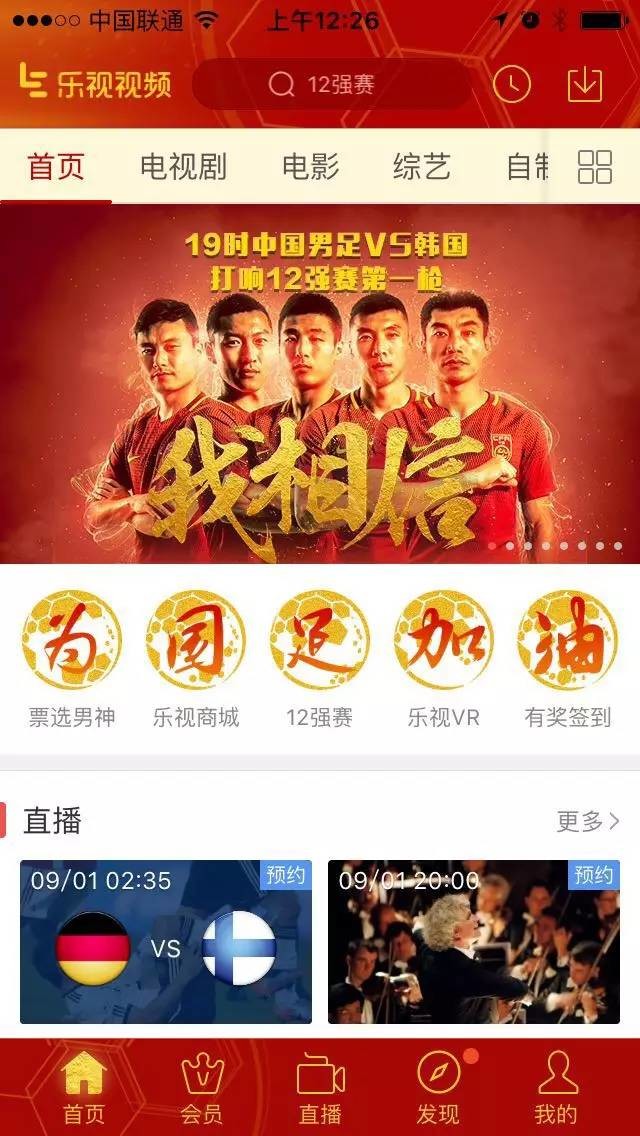 中国联通
上午12:26
乐视视频
12强赛
首页
电视剧
电影
综艺
自制
19时中国男足VS韩国
打响12强赛第一枪
我相信
CFA
为
国
足
加
油
票选男神
乐视商城
12强赛
乐视VR
有奖签到
直播
更多
09/01 02:35
预约
VS
09/01 20:00
预约
首页
会员
直播
发现
我的